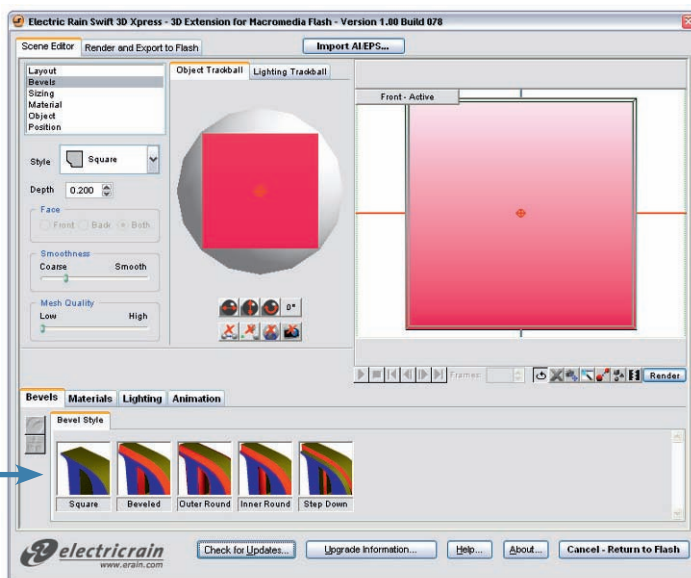 Electric Rain Swift 3D Xpress - 3D Extension for Macromedia Flash - Version 1.00 Build 078
Scene Editor
Render and Export to Flash
Import AI/EPS...
Layout
Bevels
Sizing
Material
Object
Position
Style
Square
Depth
0.200
Face
Front
Back
Both
Smoothness
Coarse
Smooth
Mesh Quality
Low
High
Object Trackball
Lighting Trackball
0°
Front - Active
Frames:
Render
Bevels
Materials
Lighting
Animation
Bevel Style
Square
Beveled
Outer Round
Inner Round
Step Down
electricrain
www.erain.com
Check for Updates...
Upgrade Information...
Help...
About...
Cancel - Return to Flash